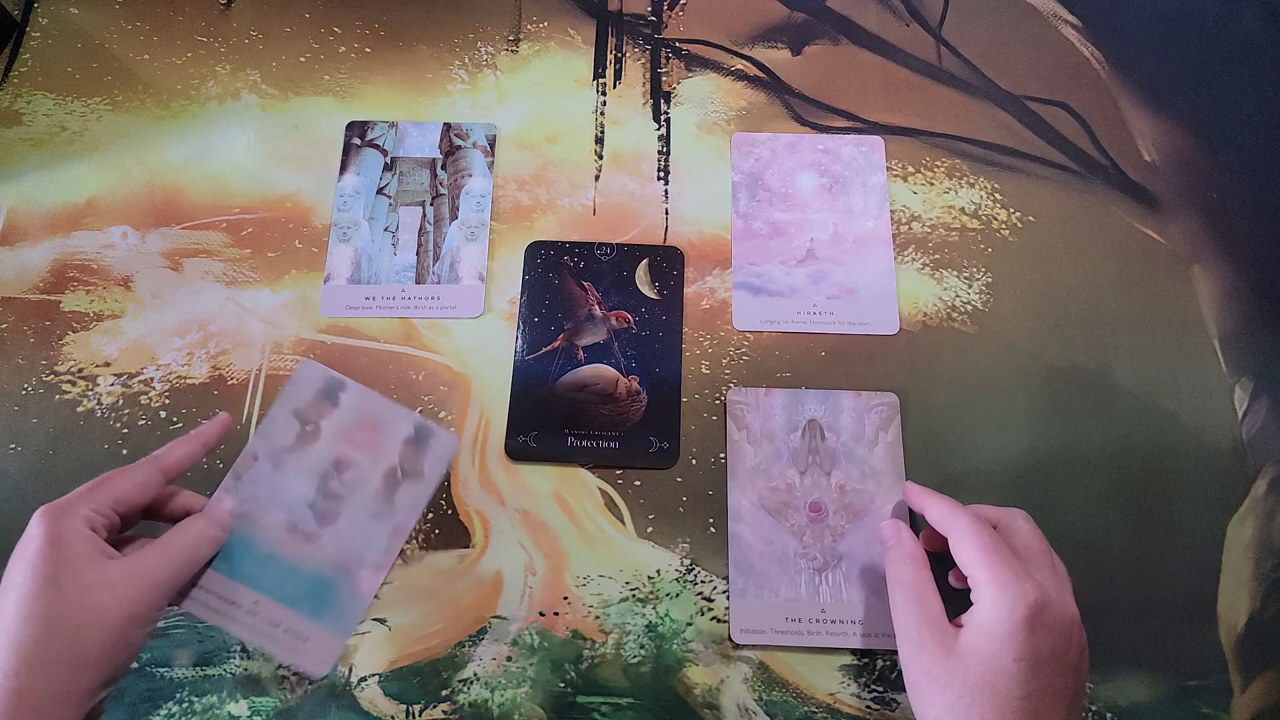 WE THE HATHORS
Deep love. Mother's milk. Birth as a portal.
HIRAETH
Longing for home. Homesick for the stars.
24
WANING CRESCENT
Protection
THE CROWNING
Initiation. Thresholds. Birth. Rebirth. A seat at the